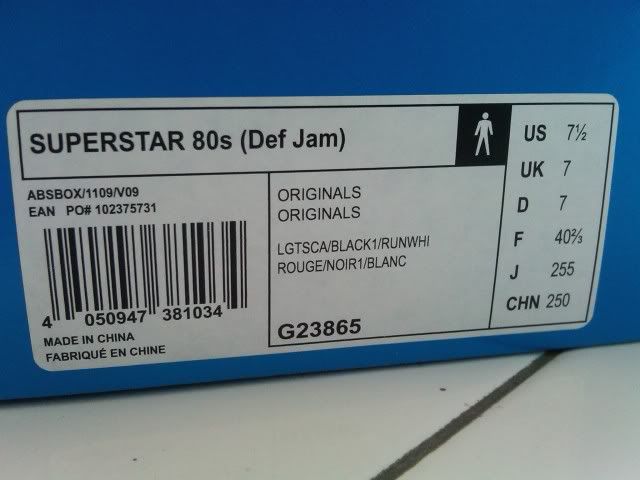 SUPERSTAR 80s (Def Jam)
ABSBOX/1109/V09
EAN PO# 102375731
4 050947 381034
MADE IN CHINA
FABRIQUÉ EN CHINE
ORIGINALS
ORIGINALS
LGTSCA/BLACK1/RUNWHI
ROUGE/NOIR1/BLANC
G23865
US 7½
UK 7
D 7
F 40⅔
J 255
CHN 250